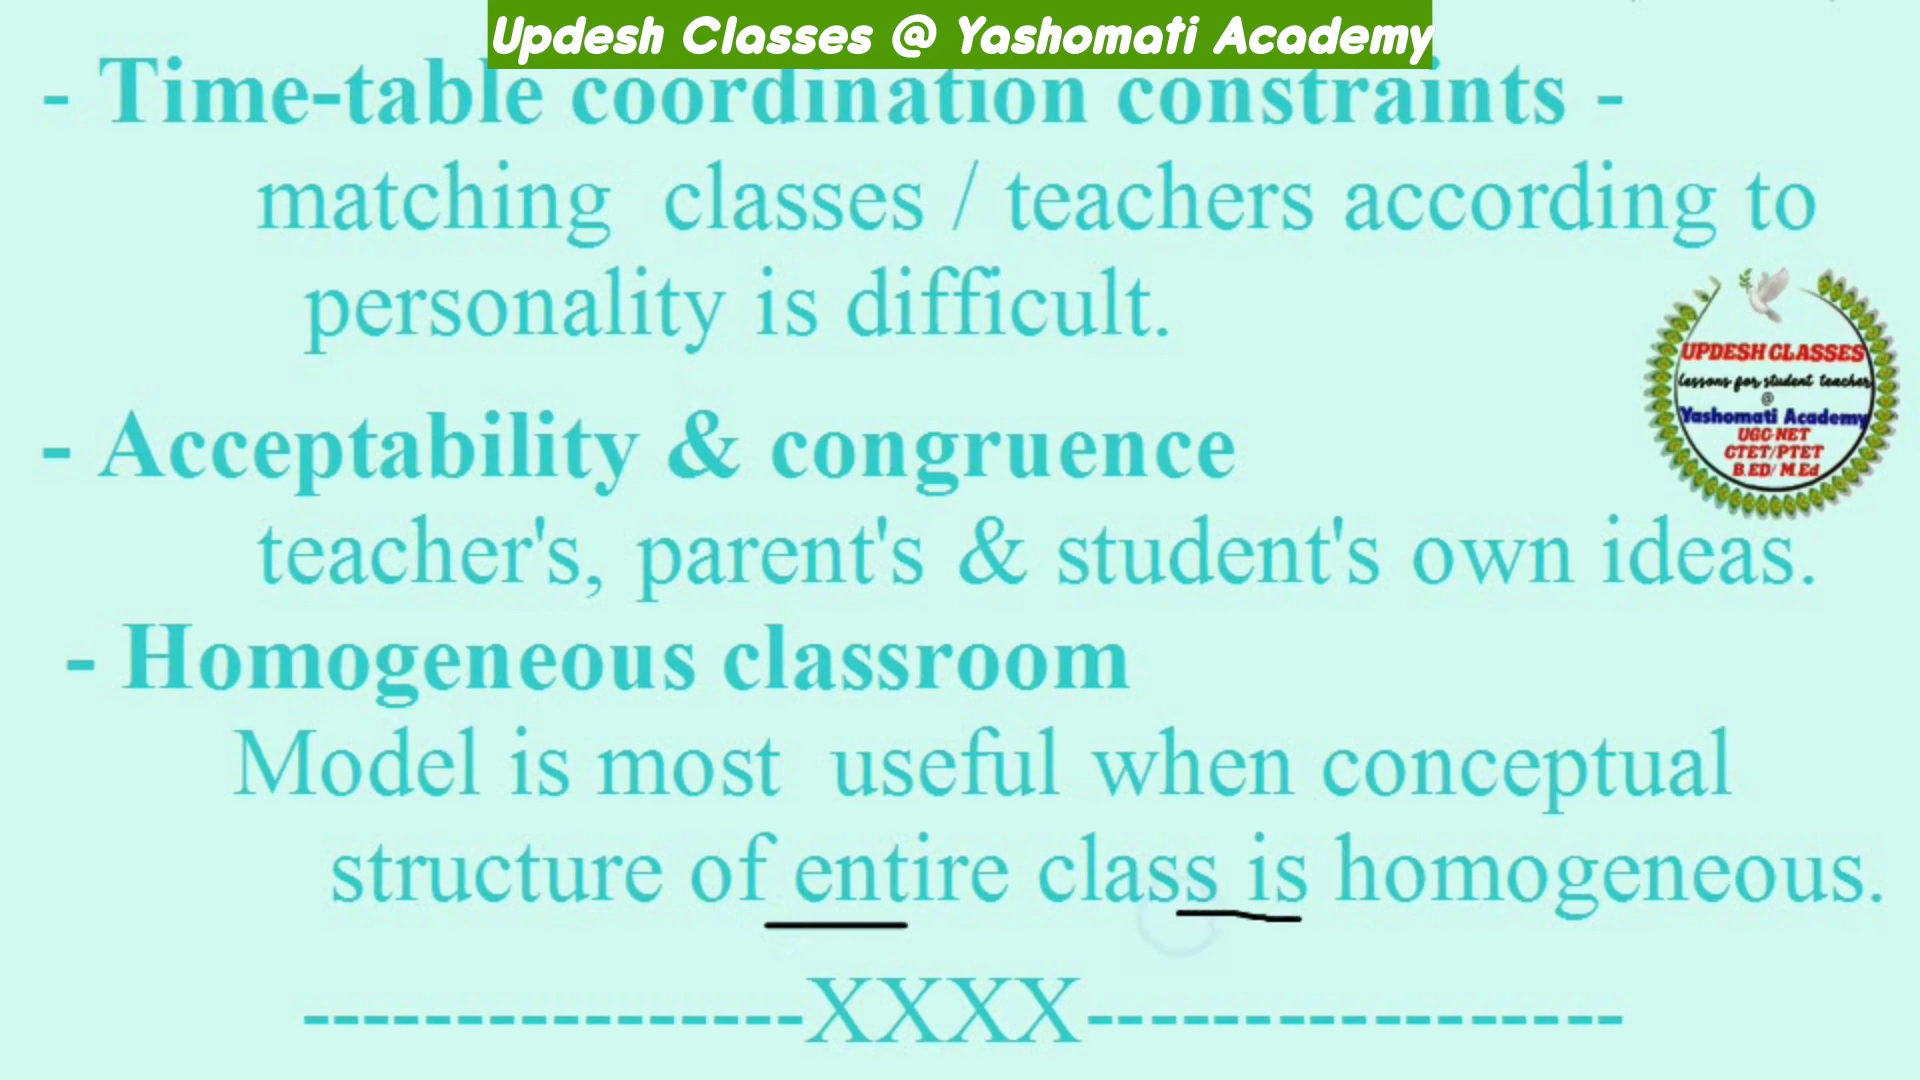 Updesh Classes @ Yashomati Academy
- Time-table coordination constraints -
matching classes / teachers according to
personality is difficult.
- Acceptability & congruence
teacher's, parent's & student's own ideas.
- Homogeneous classroom
Model is most useful when conceptual
structure of entire class is homogeneous.
----------------XXXX-----------------
UPDESH CLASSES
lessons for student teacher
@
Yashomati Academy
UGC-NET
CTET/PTET
B.ED/ M.Ed